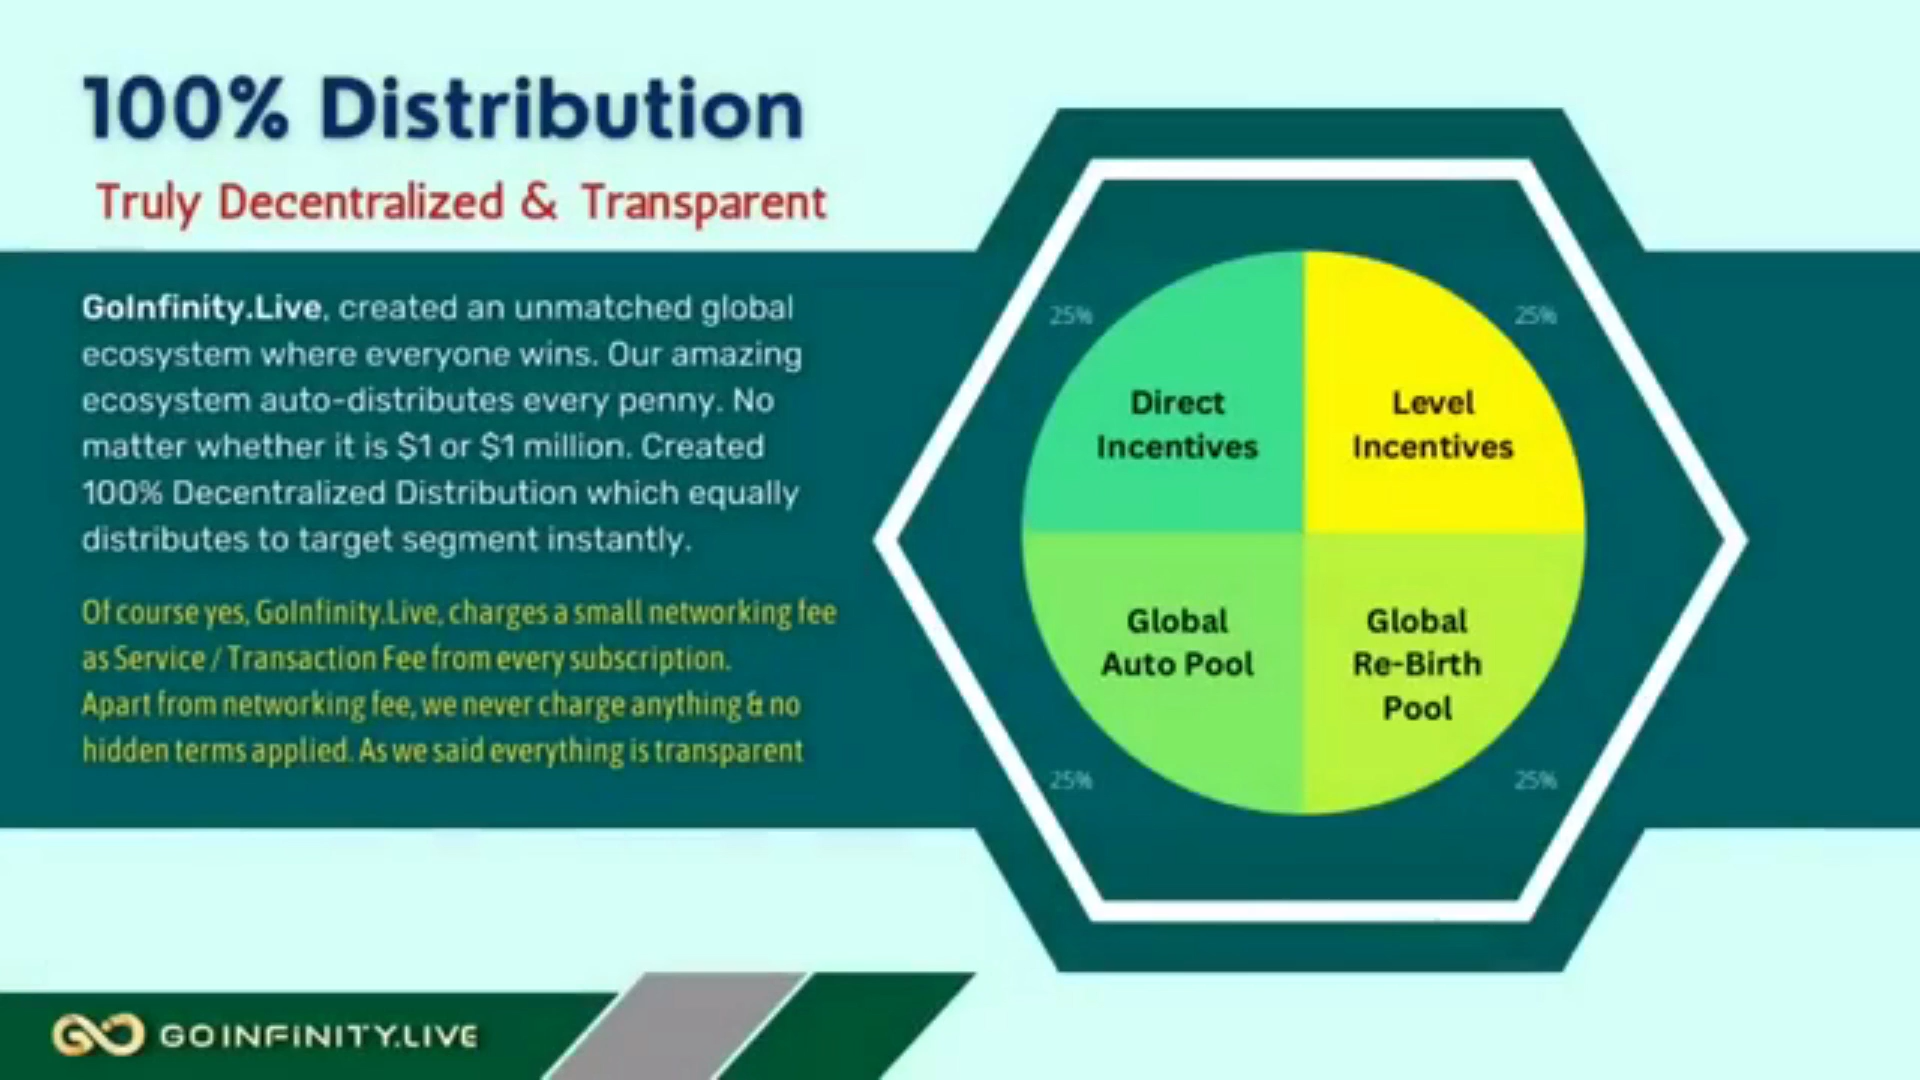 100% Distribution
Truly Decentralized & Transparent
GoInfinity.Live, created an unmatched global
ecosystem where everyone wins. Our amazing
ecosystem auto-distributes every penny. No
matter whether it is $1 or $1 million. Created
100% Decentralized Distribution which equally
distributes to target segment instantly.
Of course yes, GoInfinity.Live, charges a small networking fee
as Service / Transaction Fee from every subscription.
Apart from networking fee, we never charge anything & no
hidden terms applied. As we said everything is transparent
25%
25%
Direct
Incentives
Level
Incentives
Global
Auto Pool
Global
Re-Birth
Pool
25%
25%
GOINFINITY.LIVE